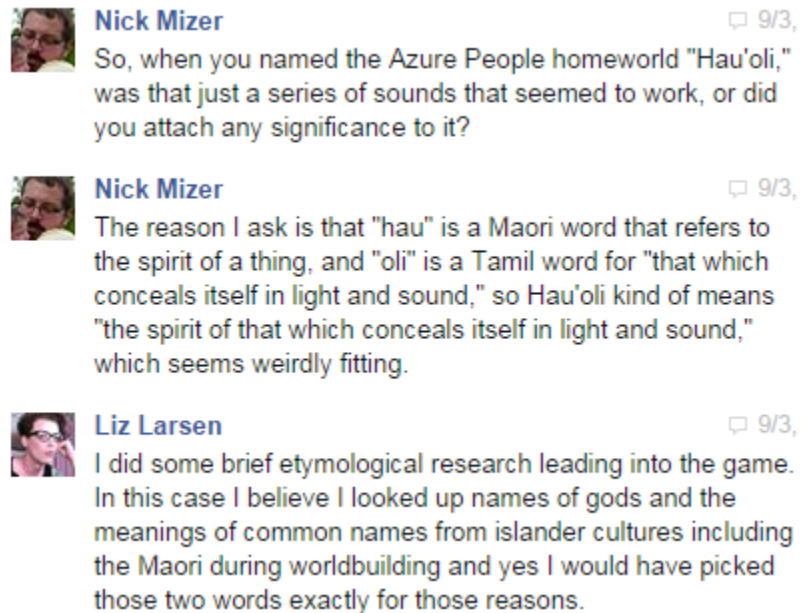 Nick Mizer 9/3,
So, when you named the Azure People homeworld "Hau'oli,"
was that just a series of sounds that seemed to work, or did
you attach any significance to it?
Nick Mizer 9/3,
The reason I ask is that "hau" is a Maori word that refers to
the spirit of a thing, and "oli" is a Tamil word for "that which
conceals itself in light and sound," so Hau'oli kind of means
"the spirit of that which conceals itself in light and sound,"
which seems weirdly fitting.
Liz Larsen 9/3,
I did some brief etymological research leading into the game.
In this case I believe I looked up names of gods and the
meanings of common names from islander cultures including
the Maori during worldbuilding and yes I would have picked
those two words exactly for those reasons.